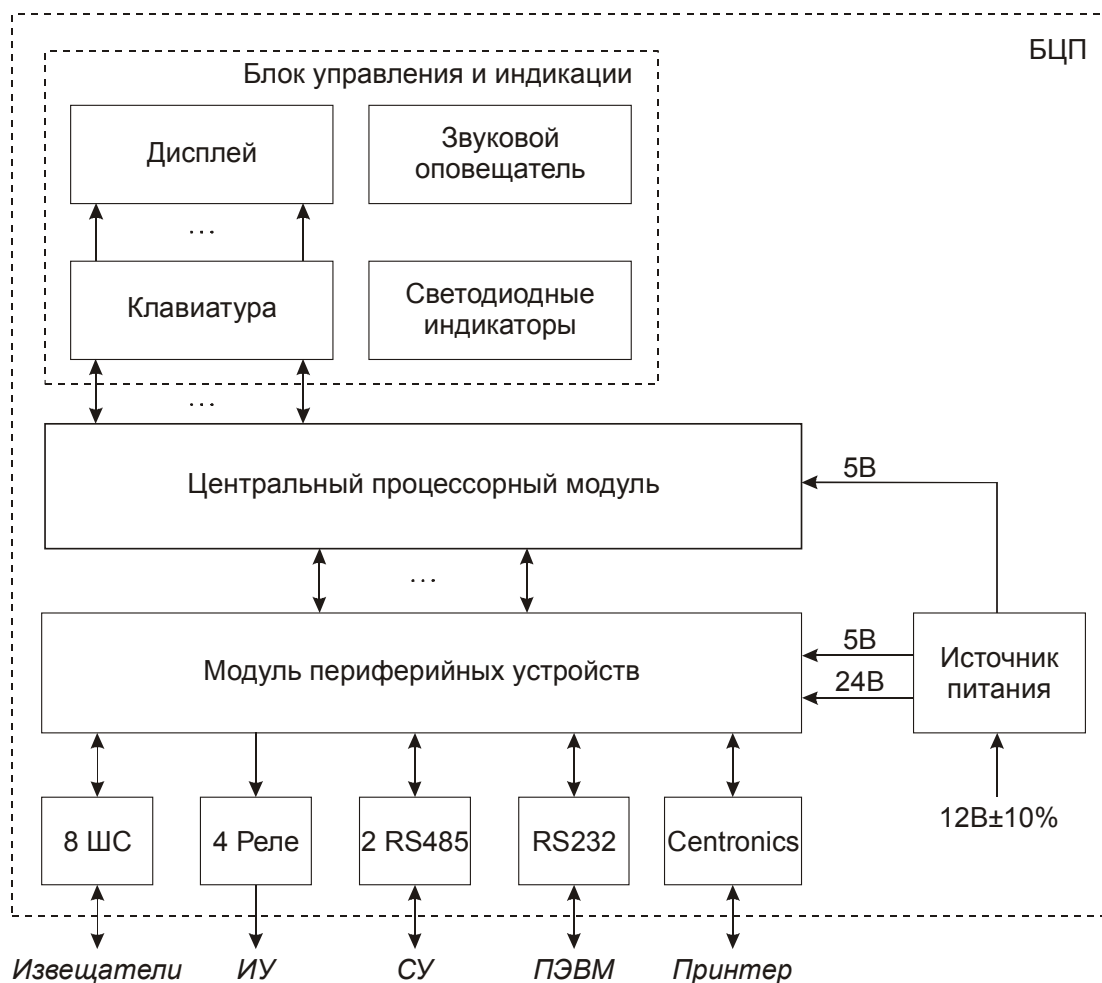 БЦП
Блок управления и индикации
Дисплей
Звуковой
оповещатель
...
Клавиатура
Светодиодные
индикаторы
...
Центральный процессорный модуль
5В
...
Модуль периферийных устройств
5В
24В
Источник
питания
12В±10%
8 ШС
4 Реле
2 RS485
RS232
Centronics
Извещатели
ИУ
СУ
ПЭВМ
Принтер